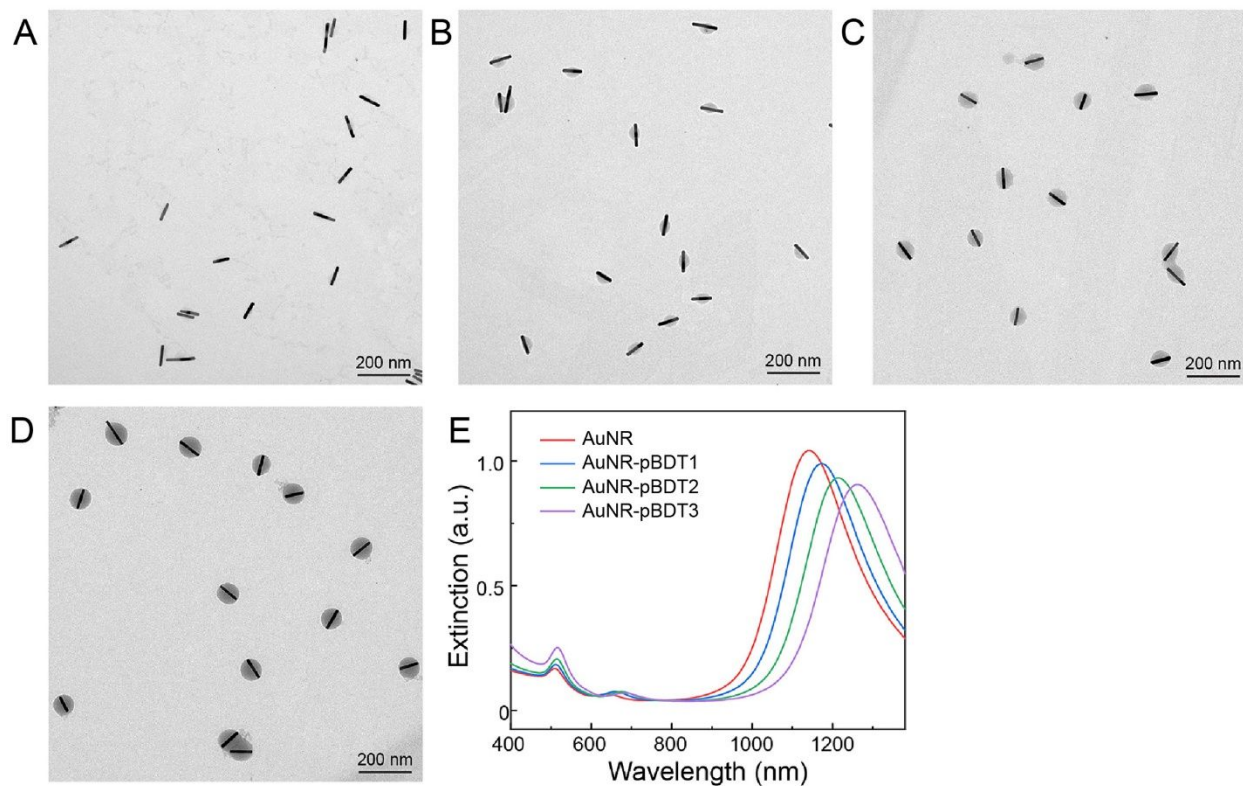 A
200 nm
B
200 nm
C
200 nm
D
200 nm
E
AuNR
AuNR-pBDT1
AuNR-pBDT2
AuNR-pBDT3
Extinction (a.u.)
1.0
0.5
0
400 600 800 1000 1200
Wavelength (nm)